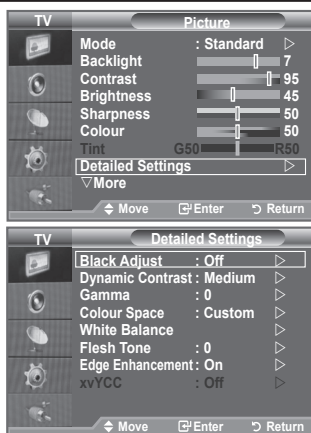 TV Picture
Mode : Standard ▷
Backlight 7
Contrast 95
Brightness 45
Sharpness 50
Colour 50
Tint G50 R50
Detailed Settings ▷
▽More
Move Enter Return
TV Detailed Settings
Black Adjust : Off ▷
Dynamic Contrast : Medium ▷
Gamma : 0 ▷
Colour Space : Custom ▷
White Balance ▷
Flesh Tone : 0 ▷
Edge Enhancement : On ▷
xvYCC : Off ▷
Move Enter Return